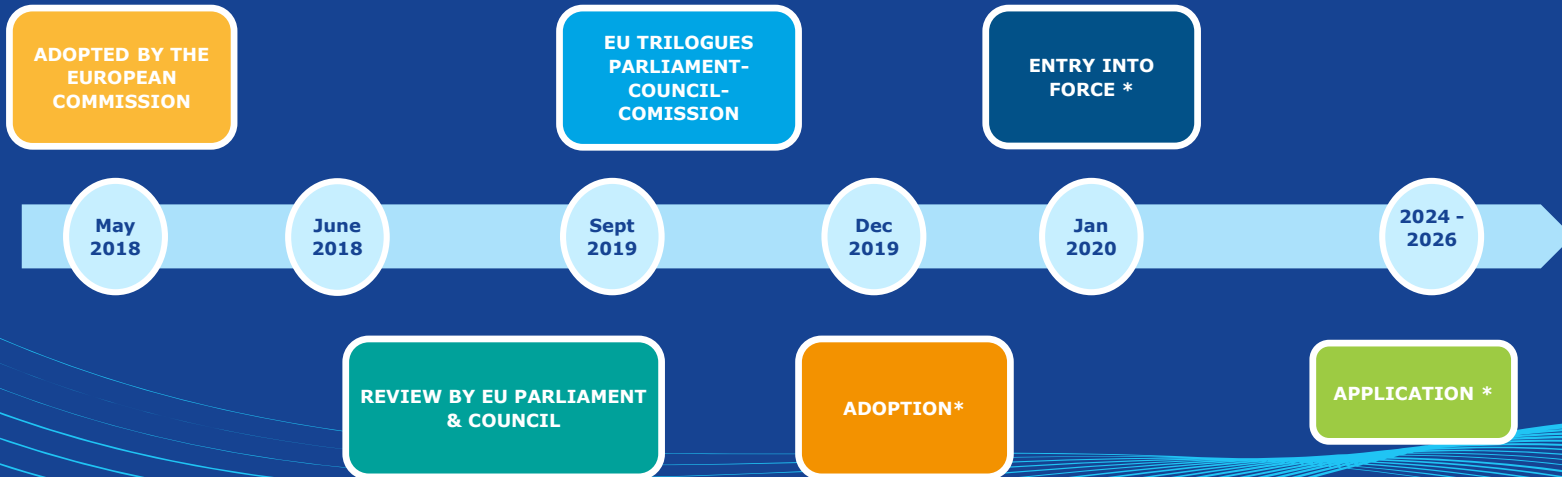 ADOPTED BY THE
EUROPEAN
COMMISSION
EU TRILOGUES
PARLIAMENT-
COUNCIL-
COMISSION
ENTRY INTO
FORCE *
May
2018
June
2018
Sept
2019
Dec
2019
Jan
2020
2024 -
2026
REVIEW BY EU PARLIAMENT
& COUNCIL
ADOPTION*
APPLICATION *